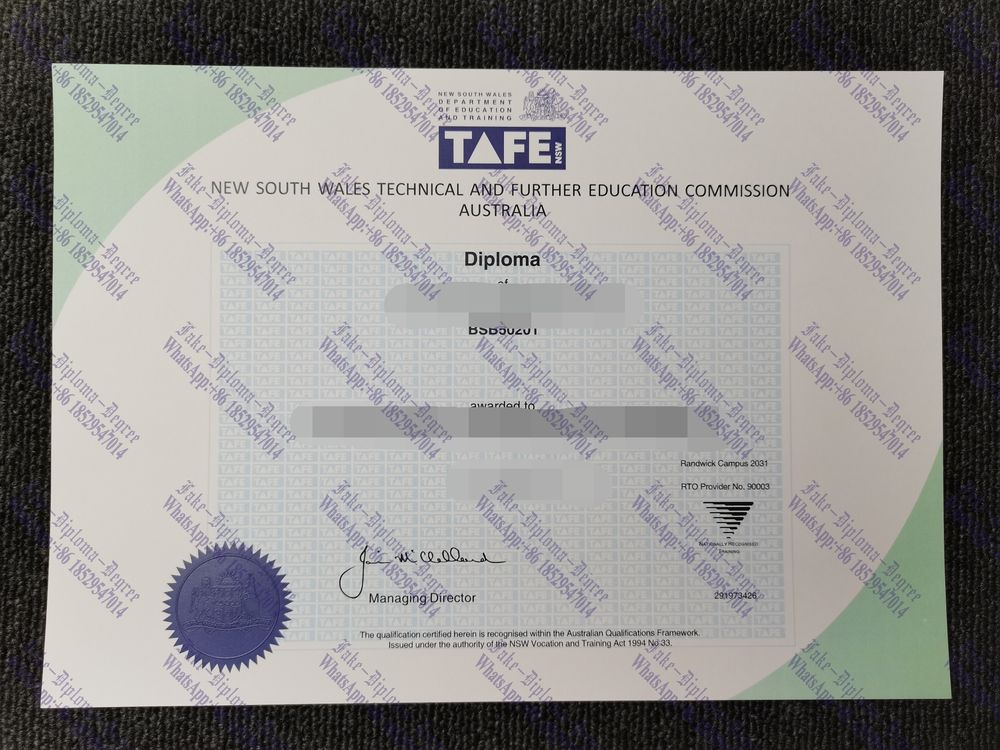 NEW SOUTH WALES
DEPARTMENT
OF EDUCATION
AND TRAINING
TAFE NSW
NEW SOUTH WALES TECHNICAL AND FURTHER EDUCATION COMMISSION
AUSTRALIA
Diploma
of
BSB50201
awarded to
Randwick Campus 2031
RTO Provider No. 90003
NATIONALLY RECOGNISED
TRAINING
Managing Director
291973426
The qualification certified herein is recognised within the Australian Qualifications Framework.
Issued under the authority of the NSW Vocation and Training Act 1994 No 33.
Fake-Diploma-Degree
WhatsApp:+86 18529547014